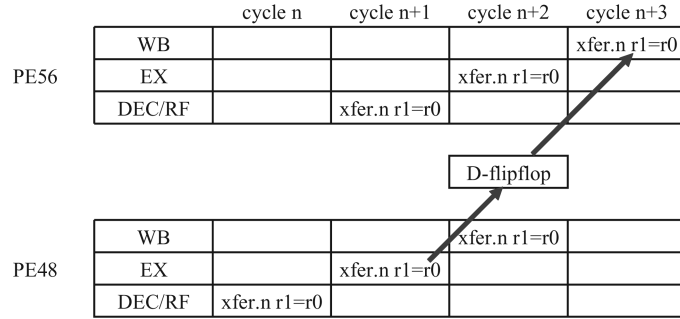 cycle n cycle n+1 cycle n+2 cycle n+3
WB xfer.n r1=r0
PE56 EX xfer.n r1=r0
DEC/RF xfer.n r1=r0
D-flipflop
WB xfer.n r1=r0
PE48 EX xfer.n r1=r0
DEC/RF xfer.n r1=r0